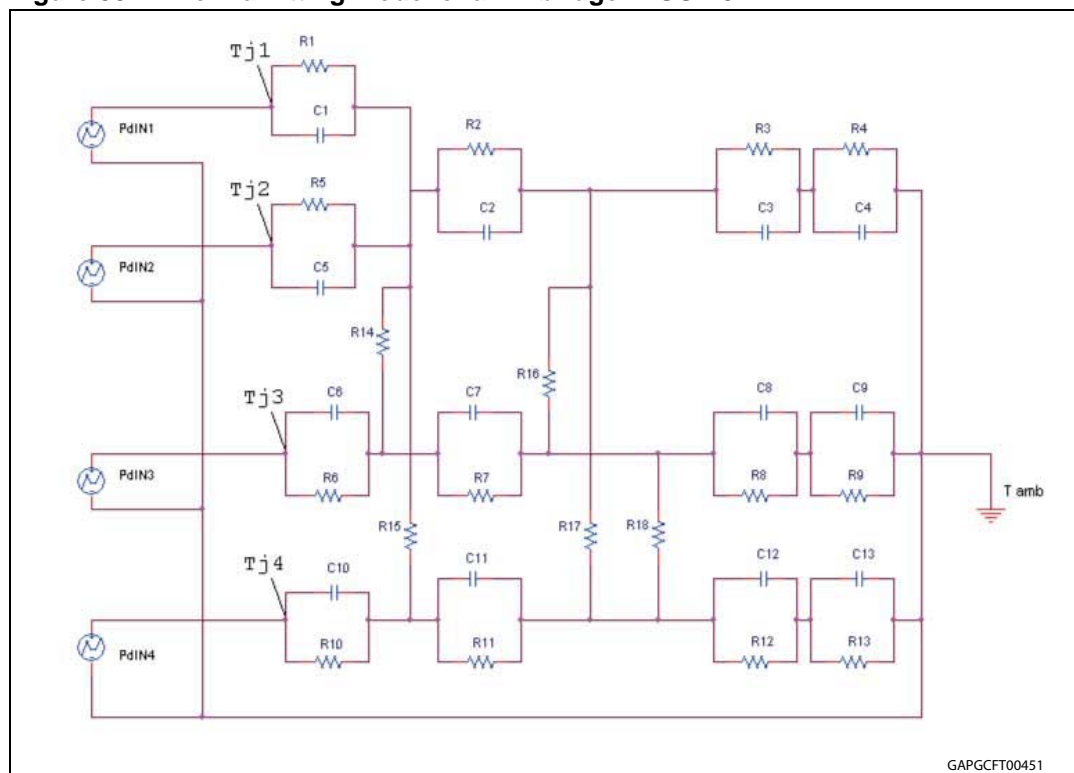 Tj1
R1
C1
PdIN1
R2
C2
R3
C3
R4
C4
Tj2
R5
C5
PdIN2
R14
R16
Tj3
C6
R6
PdIN3
C7
R7
C8
R8
C9
R9
T amb
R15
R17
R18
Tj4
C10
R10
PdIN4
C11
R11
C12
R12
C13
R13
GAPGCFT00451